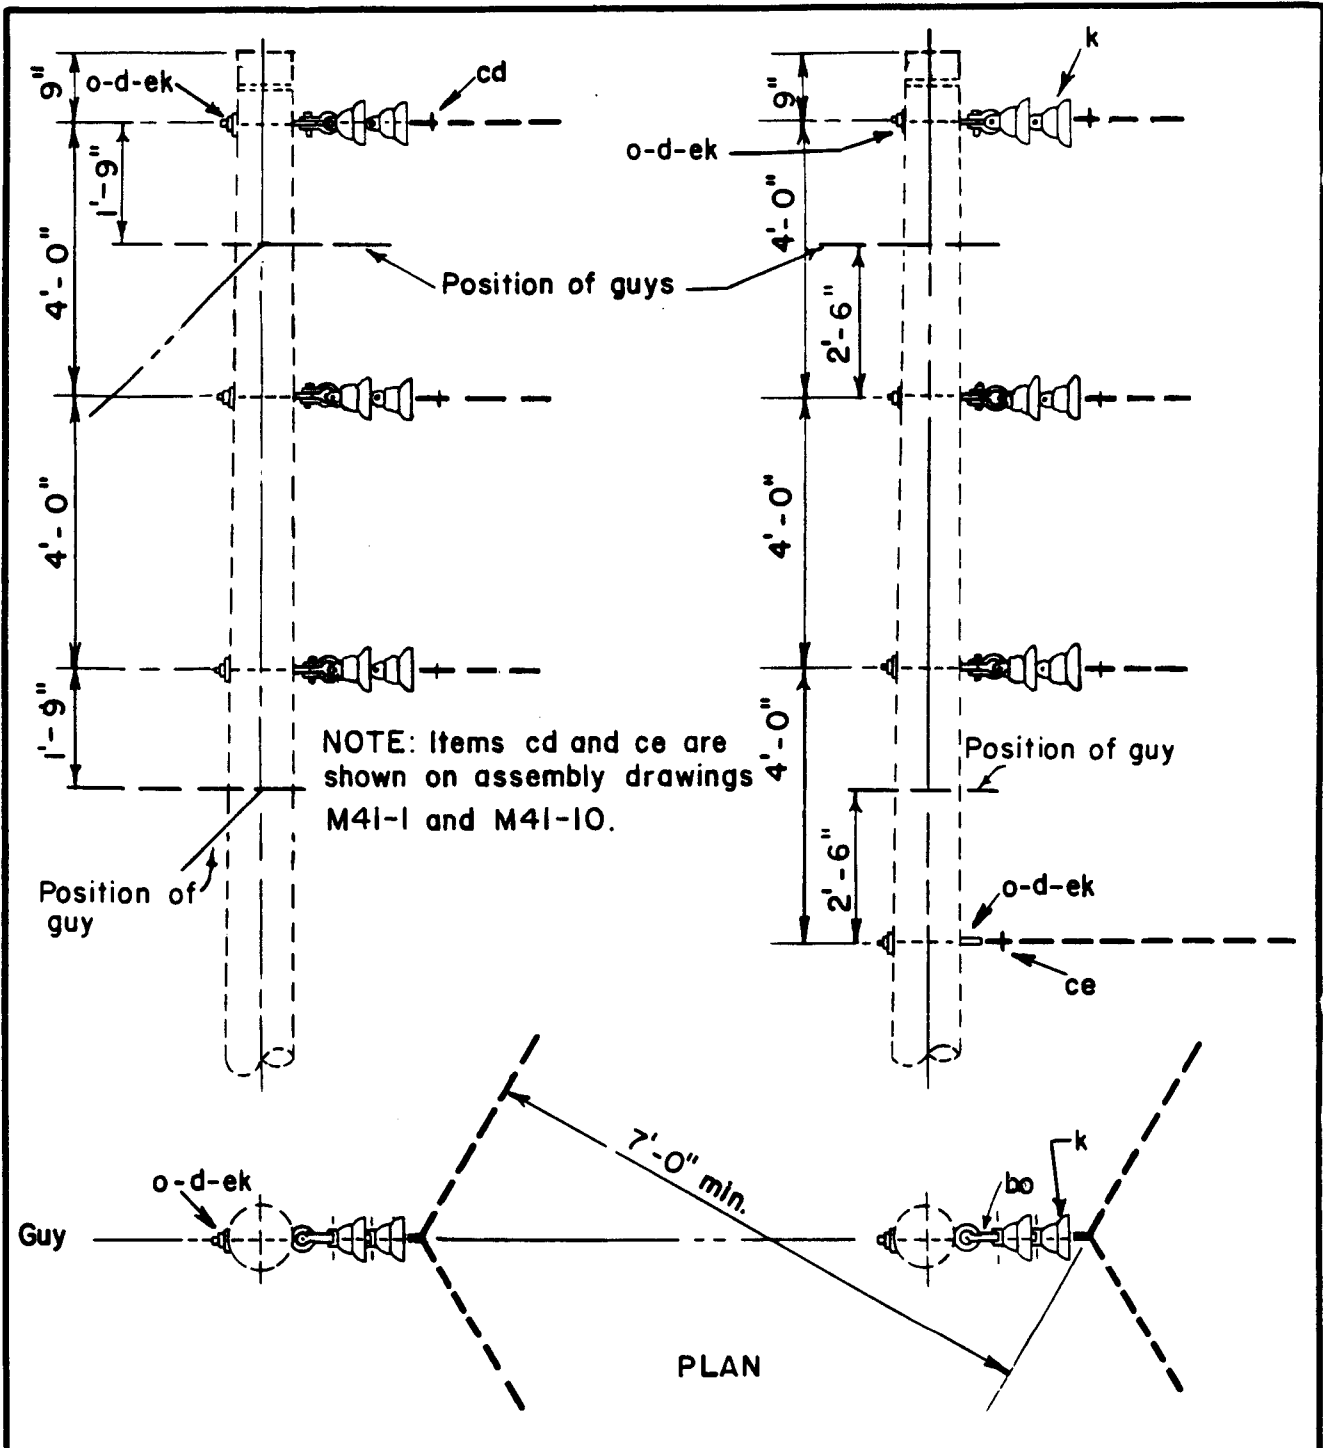 9"
o-d-ek
cd
1'-9"
4'-0"
k
9"
o-d-ek
4'-0"
Position of guys
2'-6"
4'-0"
4'-0"
1'-9"
NOTE: Items cd and ce are
shown on assembly drawings
M41-1 and M41-10.
Position of guy
4'-0"
2'-6"
Position of
guy
o-d-ek
ce
7'-0" min.
k
o-d-ek
bo
Guy
PLAN